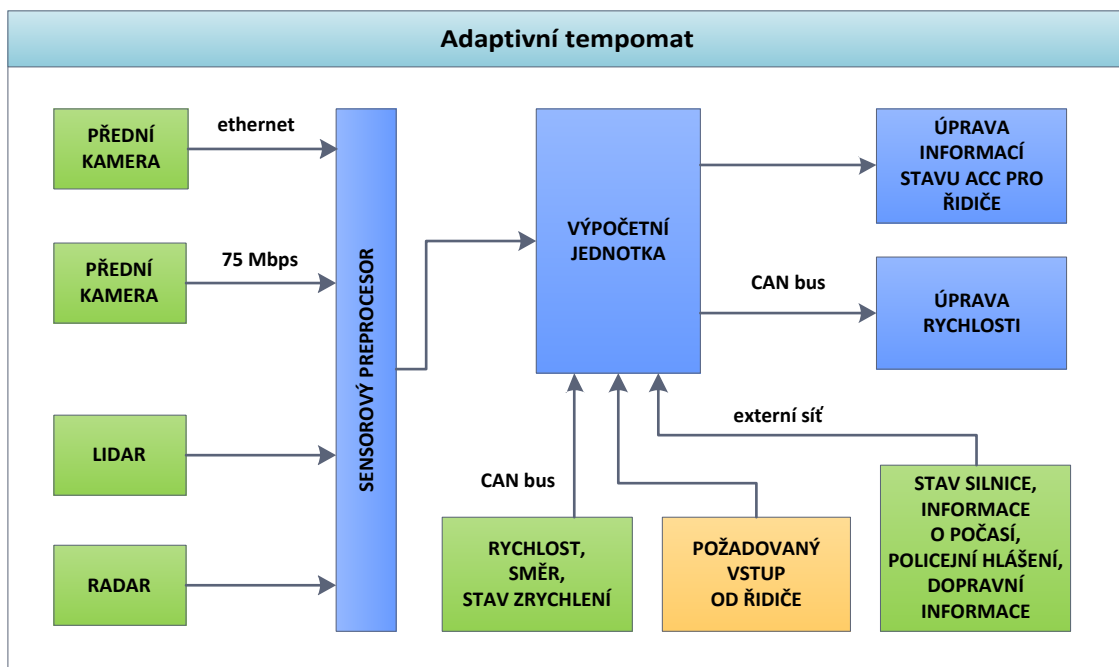 Adaptivní tempomat
PŘEDNÍ
KAMERA
ethernet
PŘEDNÍ
KAMERA
75 Mbps
LIDAR
RADAR
SENSOROVÝ PREPROCESOR
VÝPOČETNÍ
JEDNOTKA
ÚPRAVA
INFORMACÍ
STAVU ACC PRO
ŘIDIČE
CAN bus
ÚPRAVA
RYCHLOSTI
externí síť
CAN bus
RYCHLOST,
SMĚR,
STAV ZRYCHLENÍ
POŽADOVANÝ
VSTUP
OD ŘIDIČE
STAV SILNICE,
INFORMACE
O POČASÍ,
POLICEJNÍ HLÁŠENÍ,
DOPRAVNÍ
INFORMACE